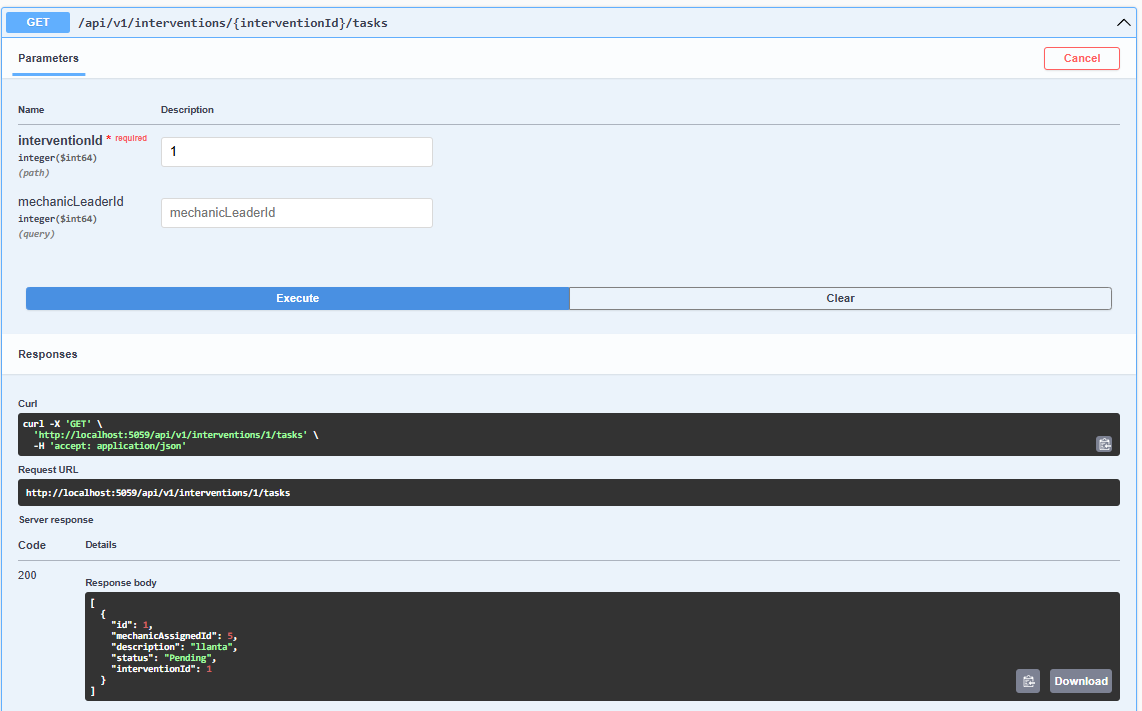 GET /api/v1/interventions/{interventionId}/tasks
Parameters
Cancel
Name Description
interventionId * required
integer($int64)
(path)
1
mechanicLeaderId
integer($int64)
(query)
mechanicLeaderId
Execute Clear
Responses
Curl
curl -X 'GET' \
'http://localhost:5059/api/v1/interventions/1/tasks' \
-H 'accept: application/json'
Request URL
http://localhost:5059/api/v1/interventions/1/tasks
Server response
Code Details
200
Response body
[
{
"id": 1,
"mechanicAssignedId": 5,
"description": "llanta",
"status": "Pending",
"interventionId": 1
}
]
Download